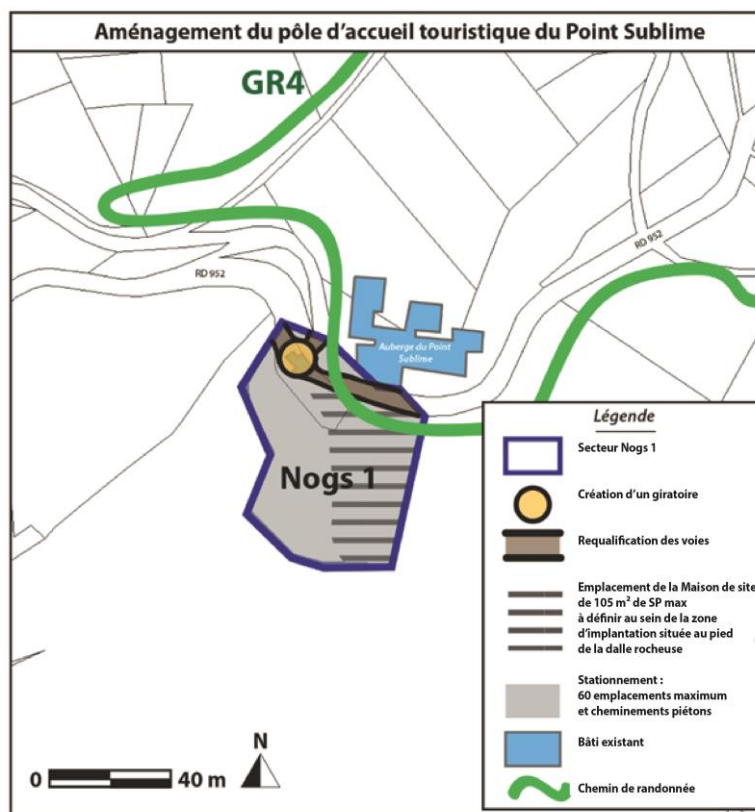 Aménagement du pôle d'accueil touristique du Point Sublime
GR4
RD 952
RD 952
Auberge du Point
Sublime
Nogs 1
Légende
Secteur Nogs 1
Création d'un giratoire
Requalification des voies
Emplacement de la Maison de site
de 105 m² de SP max
à définir au sein de la zone
d'implantation située au pied
de la dalle rocheuse
Stationnement :
60 emplacements maximum
et cheminements piétons
Bâti existant
Chemin de randonnée
0 40 m
N